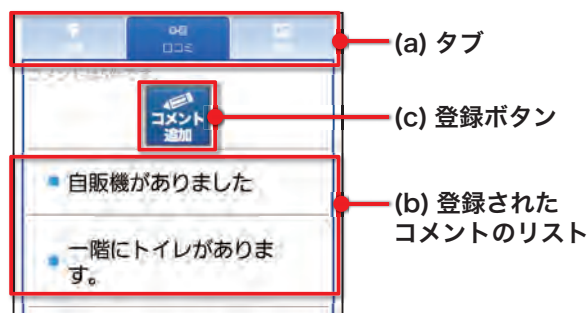 口コミ
(a) タブ
コメント
追加
(c) 登録ボタン
自販機がありました
(b) 登録された
コメントのリスト
一階にトイレがありま
す。